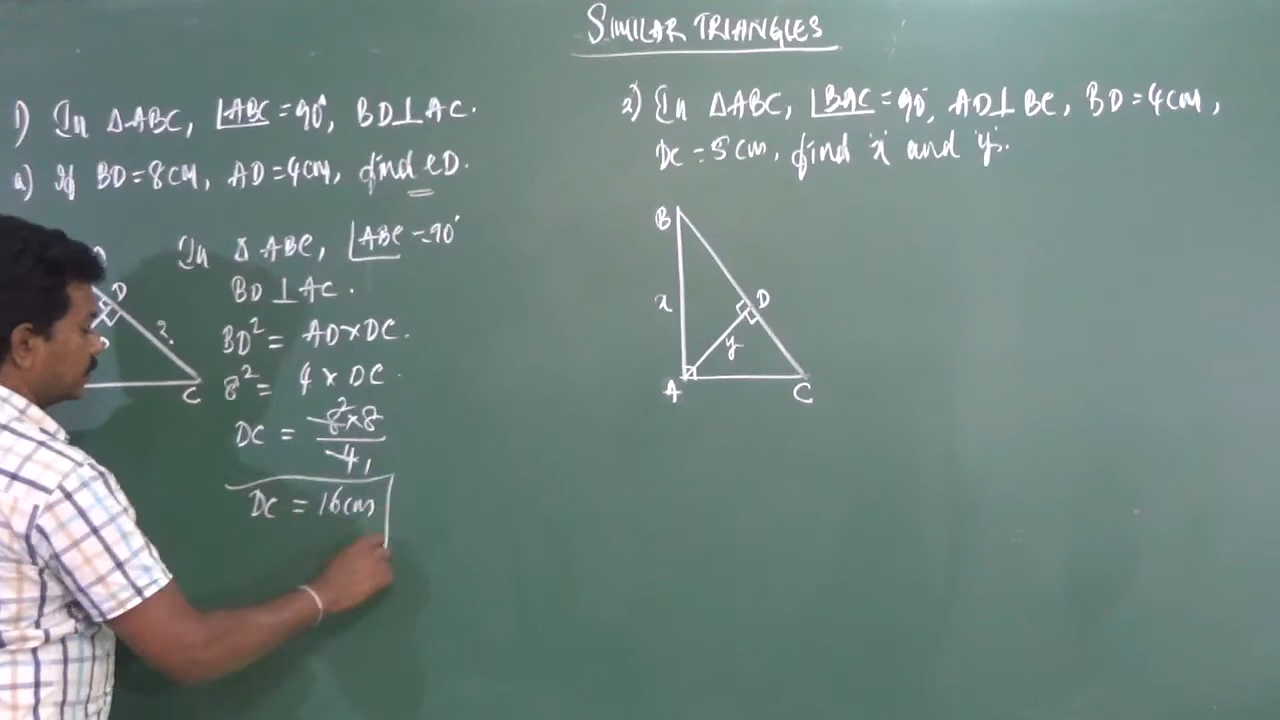 SIMILAR TRIANGLES
1) In ΔABC, ∠ABC = 90°, BD⊥AC.
a) If BD=8cm, AD=4cm, find CD.
In ΔABC, ∠ABC = 90°
BD⊥AC.
BD² = AD×DC.
8² = 4×DC.
DC = 8²×8
4,
DC = 16cm
D
?.
C
2) In ΔABC, ∠BAC = 90°, AD⊥BC, BD=4cm,
DC = 5cm, find 'x' and 'y'.
B
x
D
y
A
C